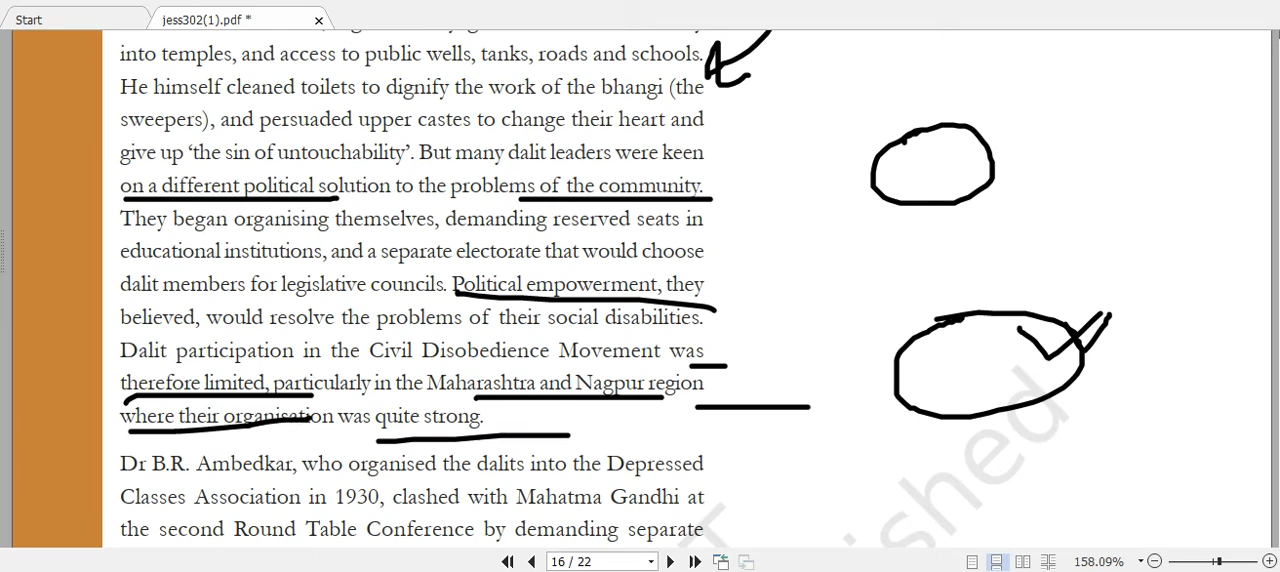 Start
jess302(1).pdf *
into temples, and access to public wells, tanks, roads and schools.
He himself cleaned toilets to dignify the work of the bhangi (the
sweepers), and persuaded upper castes to change their heart and
give up ‘the sin of untouchability’. But many dalit leaders were keen
on a different political solution to the problems of the community.
They began organising themselves, demanding reserved seats in
educational institutions, and a separate electorate that would choose
dalit members for legislative councils. Political empowerment, they
believed, would resolve the problems of their social disabilities.
Dalit participation in the Civil Disobedience Movement was
therefore limited, particularly in the Maharashtra and Nagpur region
where their organisation was quite strong.
Dr B.R. Ambedkar, who organised the dalits into the Depressed
Classes Association in 1930, clashed with Mahatma Gandhi at
the second Round Table Conference by demanding separate
16 / 22
158.09%